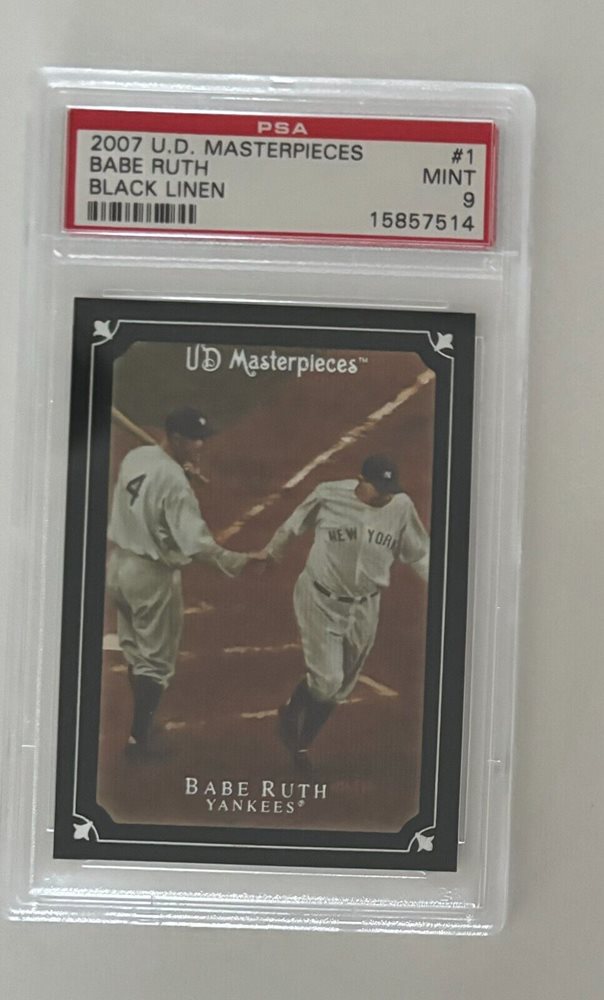 PSA
2007 U.D. MASTERPIECES #1
BABE RUTH MINT
BLACK LINEN 9
15857514
UD Masterpieces™
4
NEW YORK
BABE RUTH
YANKEES®